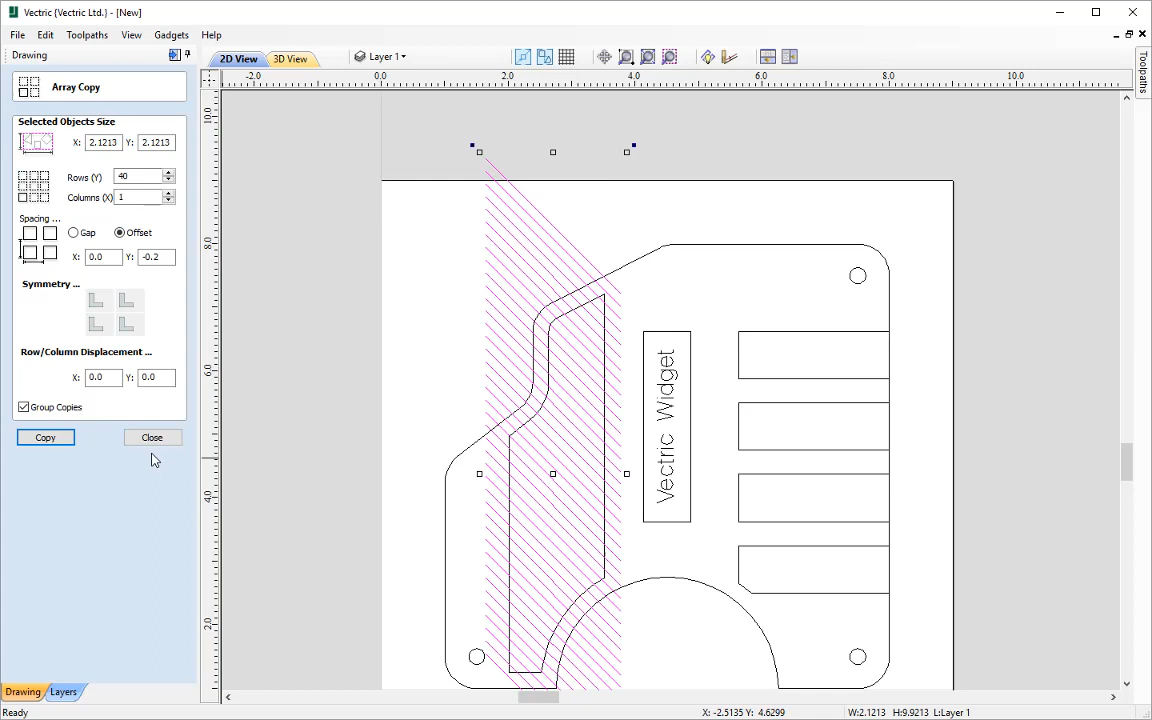 Vectric {Vectric Ltd.} - [New]
File Edit Toolpaths View Gadgets Help
Drawing
2D View 3D View Layer 1
Array Copy
Selected Objects Size
X: 2.1213 Y: 2.1213
Rows (Y) 40
Columns (X) 1
Spacing ...
Gap Offset
X: 0.0 Y: -0.2
Symmetry ...
Row/Column Displacement ...
X: 0.0 Y: 0.0
Group Copies
Copy Close
Drawing Layers
Ready
-2.0 0.0 2.0 4.0 6.0 8.0 10.0
10.0
8.0
6.0
4.0
2.0
Vectric Widget
Toolpaths
X: -2.5135 Y: 4.6299 W:2.1213 H:9.9213 L:Layer 1